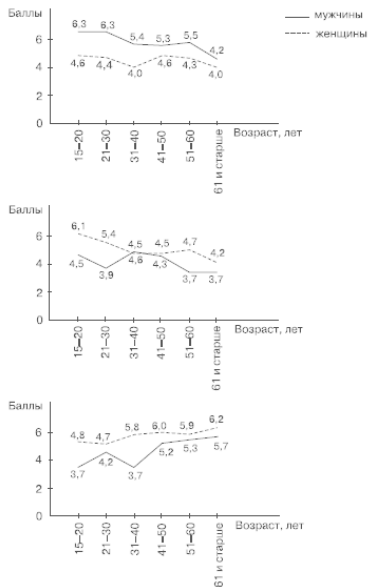 Баллы
мужчины
женщины
6
4
2
0
6,3 6,3 5,4 5,3 5,5 4,2
4,6 4,4 4,0 4,6 4,3 4,0
Возраст, лет
15–20 21–30 31–40 41–50 51–60 61 и старше
Баллы
6
4
2
0
6,1 5,4 4,5 4,5 4,7 4,2
4,5 3,9 4,6 4,3 3,7 3,7
Возраст, лет
15–20 21–30 31–40 41–50 51–60 61 и старше
Баллы
6
4
2
0
4,8 4,7 5,8 6,0 5,9 6,2
3,7 4,2 3,7 5,2 5,3 5,7
Возраст, лет
15–20 21–30 31–40 41–50 51–60 61 и старше